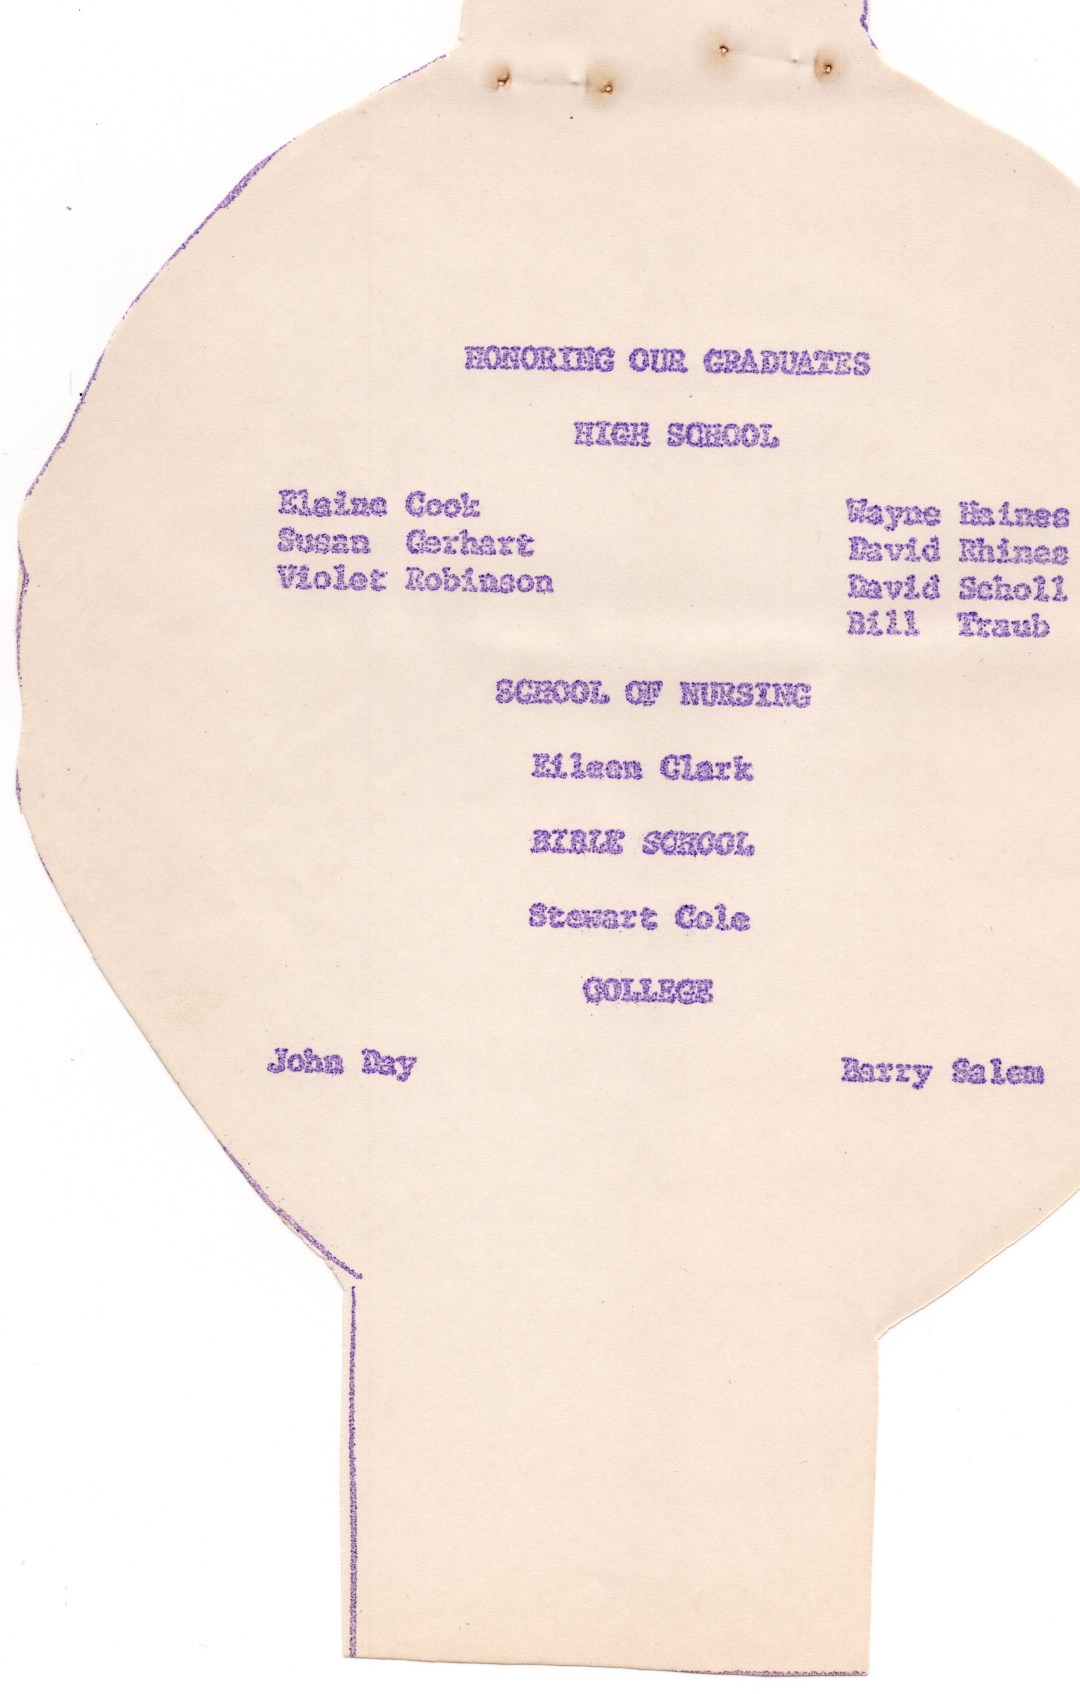 HONORING OUR GRADUATES
HIGH SCHOOL
Elaine Cook Wayne Haines
Susan Gerhart David Rhines
Violet Robinson David Scholl
Bill Traub
SCHOOL OF NURSING
Eileen Clark
BIBLE SCHOOL
Stewart Cole
COLLEGE
John Day Barry Salem